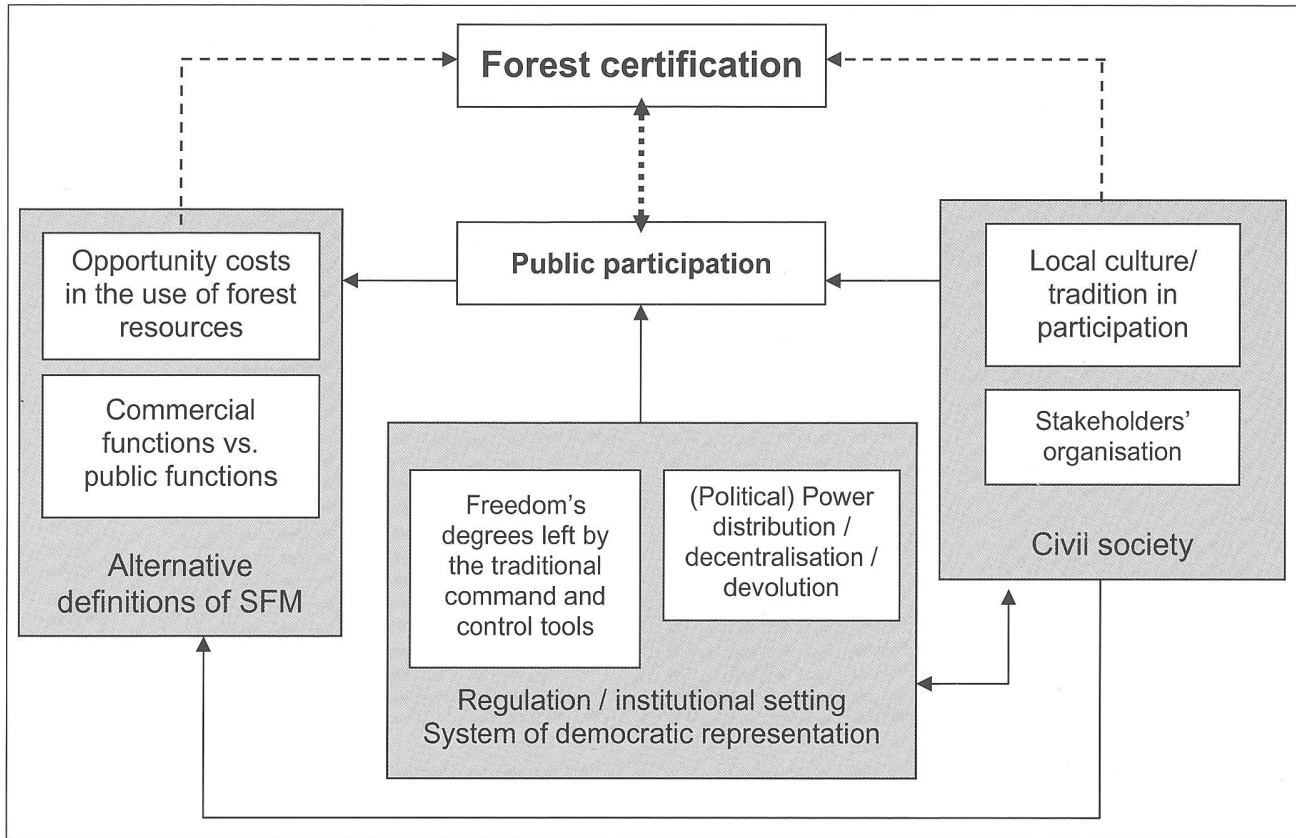 Forest certification
Public participation
Opportunity costs
in the use of forest
resources
Commercial
functions vs.
public functions
Alternative
definitions of SFM
Freedom’s
degrees left by
the traditional
command and
control tools
(Political) Power
distribution /
decentralisation /
devolution
Regulation / institutional setting
System of democratic representation
Local culture/
tradition in
participation
Stakeholders’
organisation
Civil society